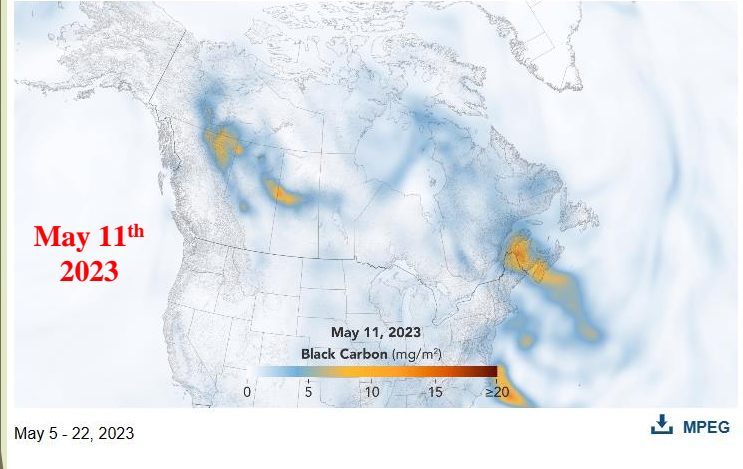 May 11th
2023
May 11, 2023
Black Carbon (mg/m²)
0 5 10 15 ≥20
May 5 - 22, 2023
MPEG